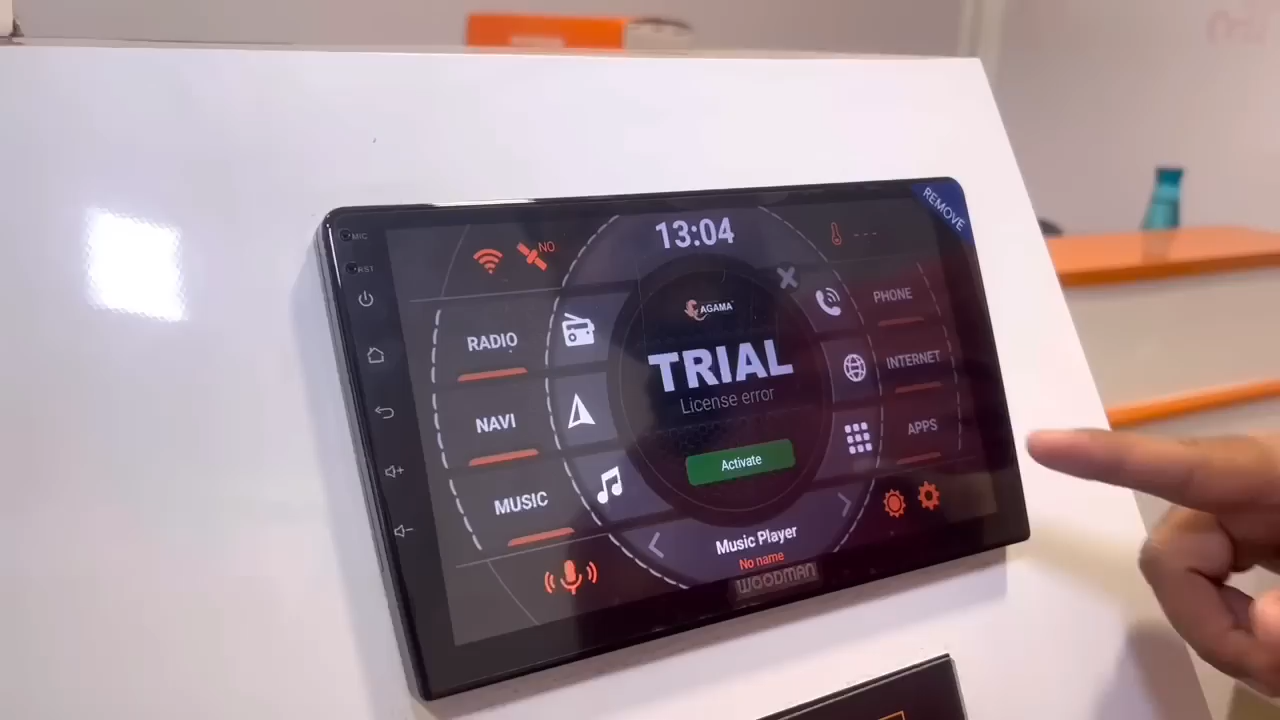 MIC
RST
REMOVE
NO
13:04
---
AGAMA
TRIAL
License error
Activate
RADIO
NAVI
MUSIC
PHONE
INTERNET
APPS
Music Player
No name
WOODMAN